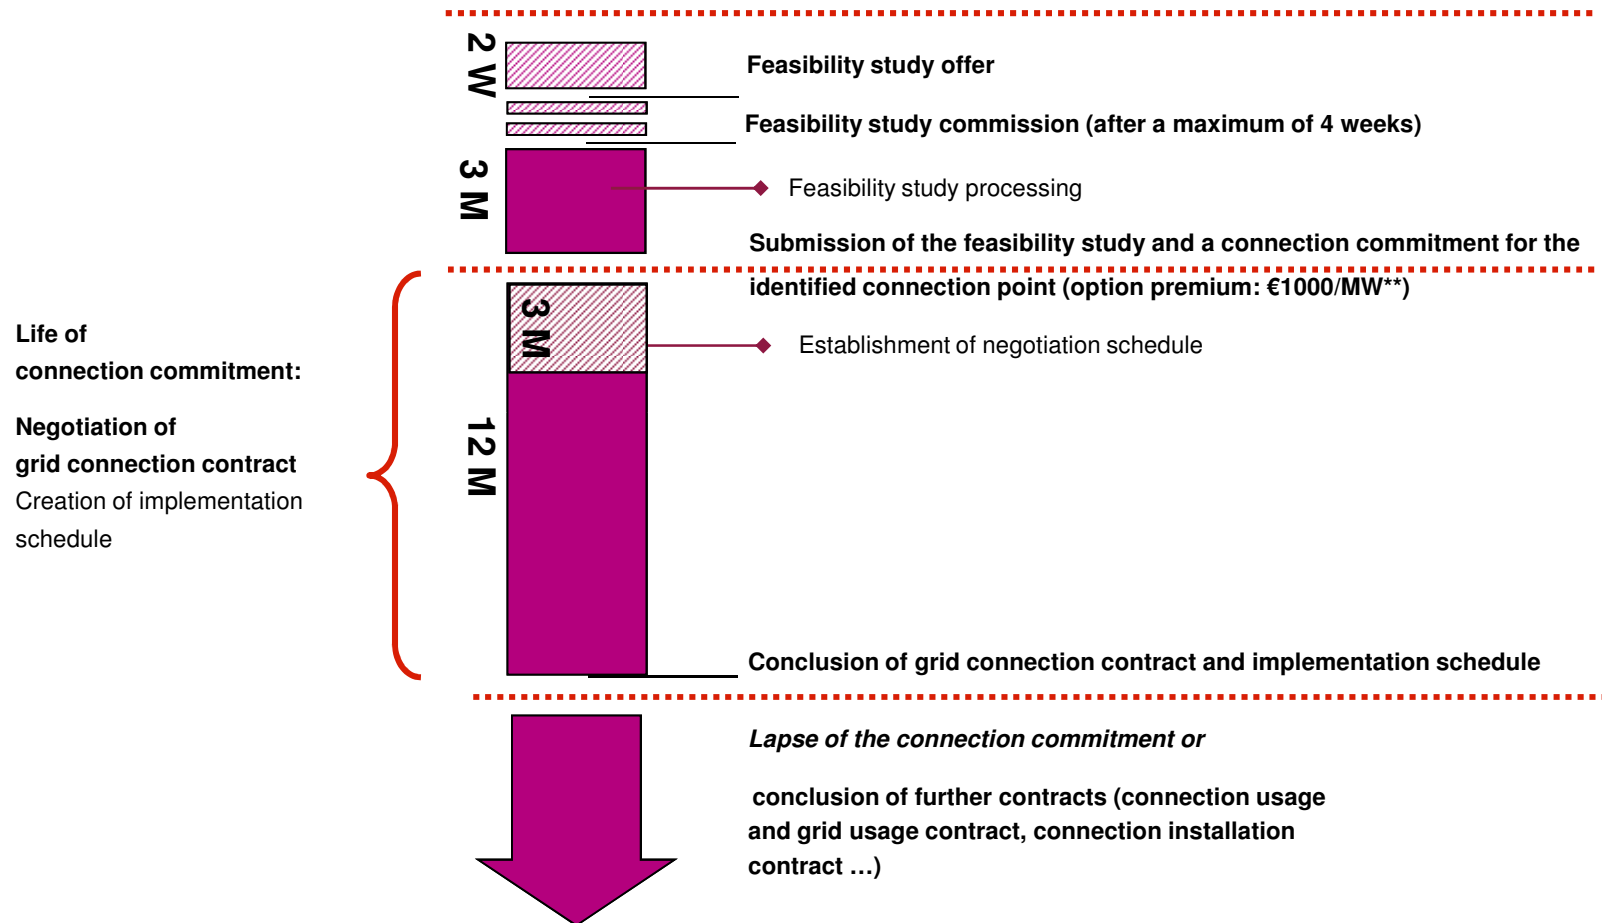 2 W
Feasibility study offer
Feasibility study commission (after a maximum of 4 weeks)
3 M
Feasibility study processing
Submission of the feasibility study and a connection commitment for the
identified connection point (option premium: €1000/MW**)
3 M
Establishment of negotiation schedule
Life of
connection commitment:
Negotiation of
grid connection contract
Creation of implementation
schedule
12 M
Conclusion of grid connection contract and implementation schedule
Lapse of the connection commitment or
conclusion of further contracts (connection usage
and grid usage contract, connection installation
contract …)